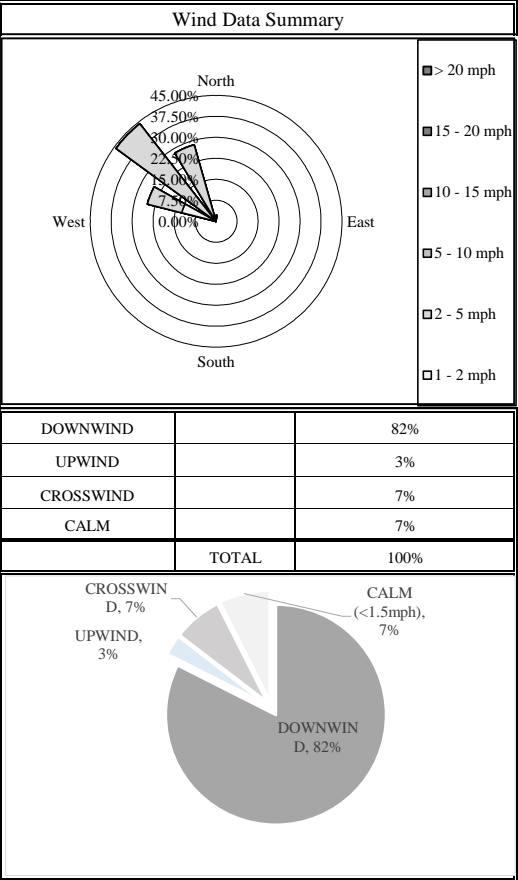 Wind Data Summary
North
45.00%
37.50%
30.00%
22.50%
15.00%
7.50%
0.00%
West
East
South
> 20 mph
15 - 20 mph
10 - 15 mph
5 - 10 mph
2 - 5 mph
1 - 2 mph
DOWNWIND 82%
UPWIND 3%
CROSSWIND 7%
CALM 7%
TOTAL 100%
CROSSWIN
D, 7%
UPWIND,
3%
CALM
(<1.5mph),
7%
DOWNWIN
D, 82%